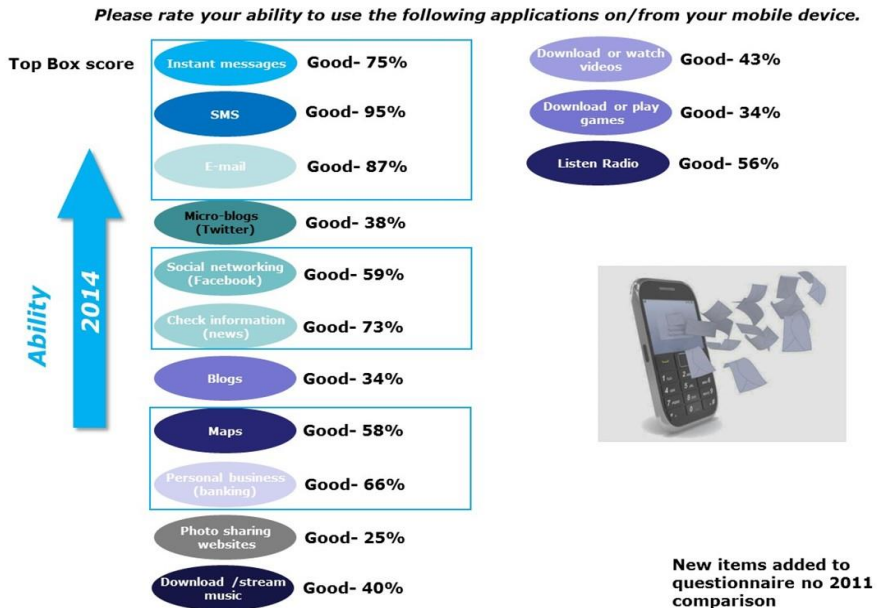 Please rate your ability to use the following applications on/from your mobile device.
Top Box score
Instant messages Good- 75%
SMS Good- 95%
E-mail Good- 87%
Micro-blogs
(Twitter) Good- 38%
Social networking
(Facebook) Good- 59%
Check information
(news) Good- 73%
Blogs Good- 34%
Maps Good- 58%
Personal business
(banking) Good- 66%
Photo sharing
websites Good- 25%
Download /stream
music Good- 40%
Ability
2014
Download or watch
videos Good- 43%
Download or play
games Good- 34%
Listen Radio Good- 56%
New items added to
questionnaire no 2011
comparison